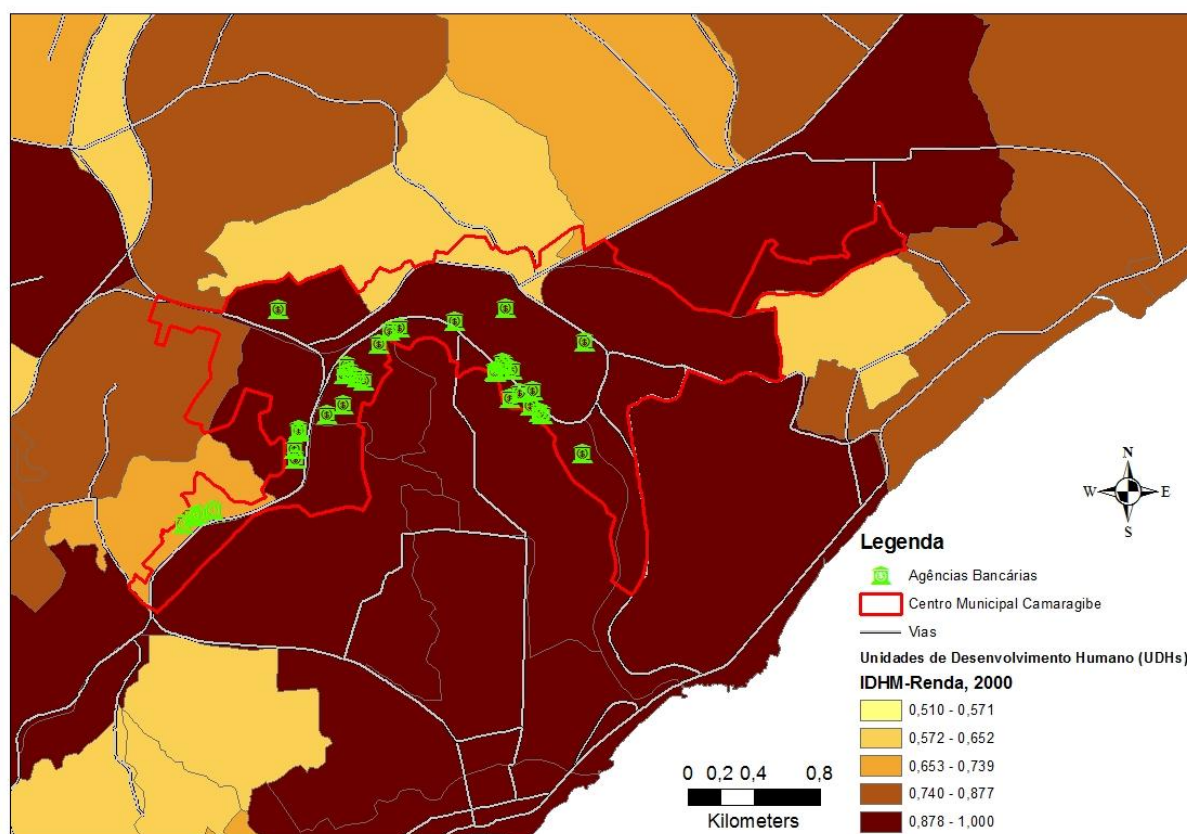 N
W
E
S
Legenda
Agências Bancárias
Centro Municipal Camaragibe
Vias
Unidades de Desenvolvimento Humano (UDHs)
IDHM-Renda, 2000
0,510 - 0,571
0,572 - 0,652
0,653 - 0,739
0,740 - 0,877
0,878 - 1,000
0 0,2 0,4 0,8
Kilometers